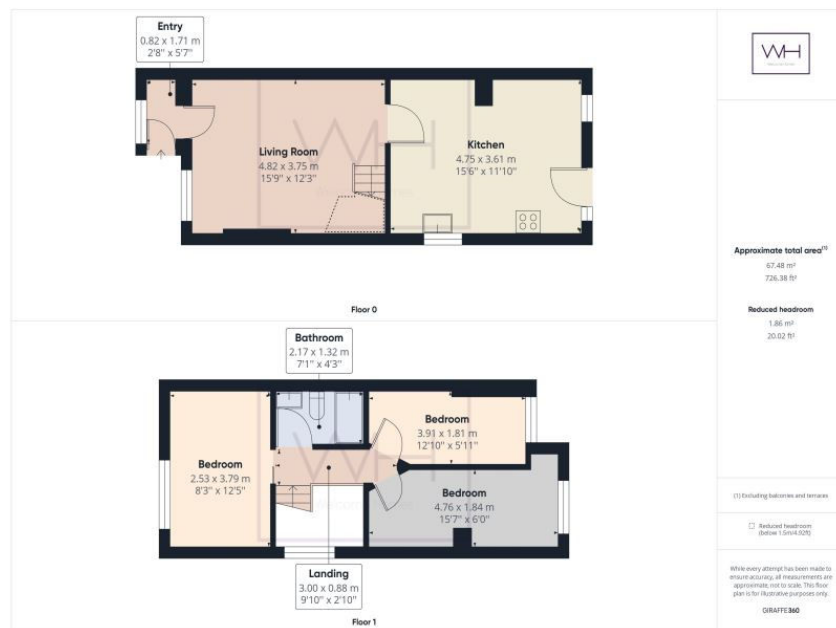 Entry
0.82 x 1.71 m
2'8" x 5'7"
Living Room
4.82 x 3.75 m
15'9" x 12'3"
Kitchen
4.75 x 3.61 m
15'6" x 11'10"
Floor 0
Bathroom
2.17 x 1.32 m
7'1" x 4'3"
Bedroom
3.91 x 1.81 m
12'10" x 5'11"
Bedroom
2.53 x 3.79 m
8'3" x 12'5"
Bedroom
4.76 x 1.84 m
15'7" x 6'0"
Landing
3.00 x 0.88 m
9'10" x 2'10"
Floor 1
WH
Approximate total area(1)
67.48 m²
726.38 ft²
Reduced headroom
1.86 m²
20.02 ft²
(1) Excluding balconies and terraces
Reduced headroom
(below 1.5m/4.92ft)
While every attempt has been made to
ensure accuracy, all measurements are
approximate, not to scale. This floor
plan is for illustrative purposes only.
GIRAFFE360